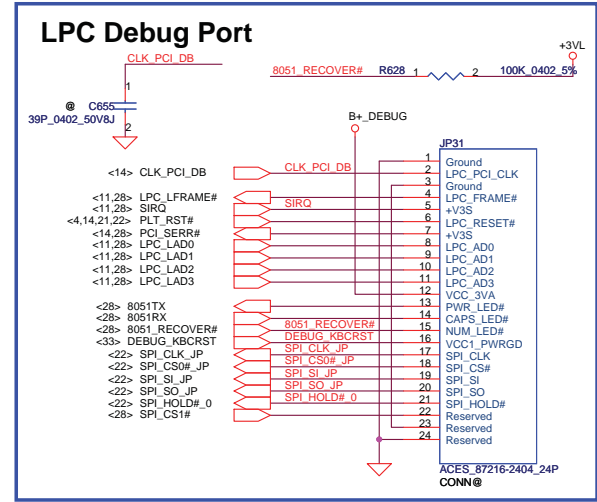 LPC Debug Port
CLK_PCI_DB
1
@ C655
39P_0402_50V8J
2
8051_RECOVER# R628 1 2 100K_0402_5%
+3VL
B+_DEBUG
JP31
1 Ground
<14> CLK_PCI_DB CLK_PCI_DB 2 LPC_PCI_CLK
3 Ground
<11,28> LPC_LFRAME# 4 LPC_FRAME#
<11,28> SIRQ SIRQ 5 +V3S
<4,14,21,22> PLT_RST# 6 LPC_RESET#
<14,28> PCI_SERR# 7 +V3S
<11,28> LPC_LAD0 8 LPC_AD0
<11,28> LPC_LAD1 9 LPC_AD1
<11,28> LPC_LAD2 10 LPC_AD2
<11,28> LPC_LAD3 11 LPC_AD3
12 VCC_3VA
<28> 8051TX 13 PWR_LED#
<28> 8051RX 14 CAPS_LED#
<28> 8051_RECOVER# 8051_RECOVER# 15 NUM_LED#
<33> DEBUG_KBCRST DEBUG_KBCRST 16 VCC1_PWRGD
<22> SPI_CLK_JP SPI_CLK_JP 17 SPI_CLK
<22> SPI_CS0#_JP SPI_CS0#_JP 18 SPI_CS#
<22> SPI_SI_JP SPI_SI_JP 19 SPI_SI
<22> SPI_SO_JP SPI_SO_JP 20 SPI_SO
<22> SPI_HOLD#_0 SPI_HOLD#_0 21 SPI_HOLD#
<28> SPI_CS1# 22 Reserved
23 Reserved
24 Reserved
ACES_87216-2404_24P
CONN@